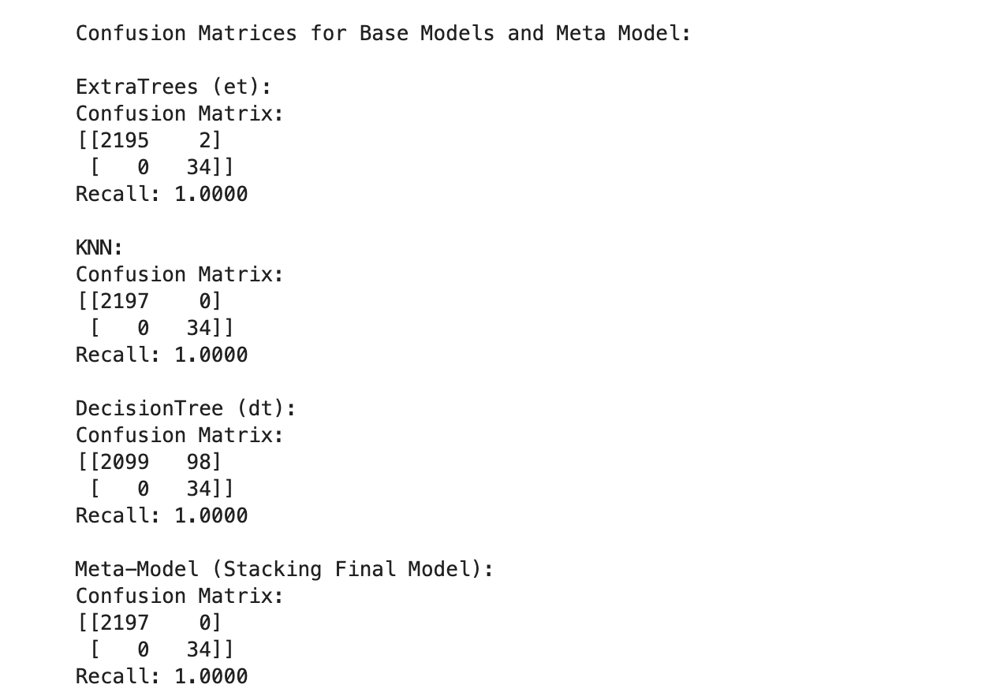 Confusion Matrices for Base Models and Meta Model:
ExtraTrees (et):
Confusion Matrix:
[[2195    2]
 [   0   34]]
Recall: 1.0000
KNN:
Confusion Matrix:
[[2197    0]
 [   0   34]]
Recall: 1.0000
DecisionTree (dt):
Confusion Matrix:
[[2099   98]
 [   0   34]]
Recall: 1.0000
Meta-Model (Stacking Final Model):
Confusion Matrix:
[[2197    0]
 [   0   34]]
Recall: 1.0000